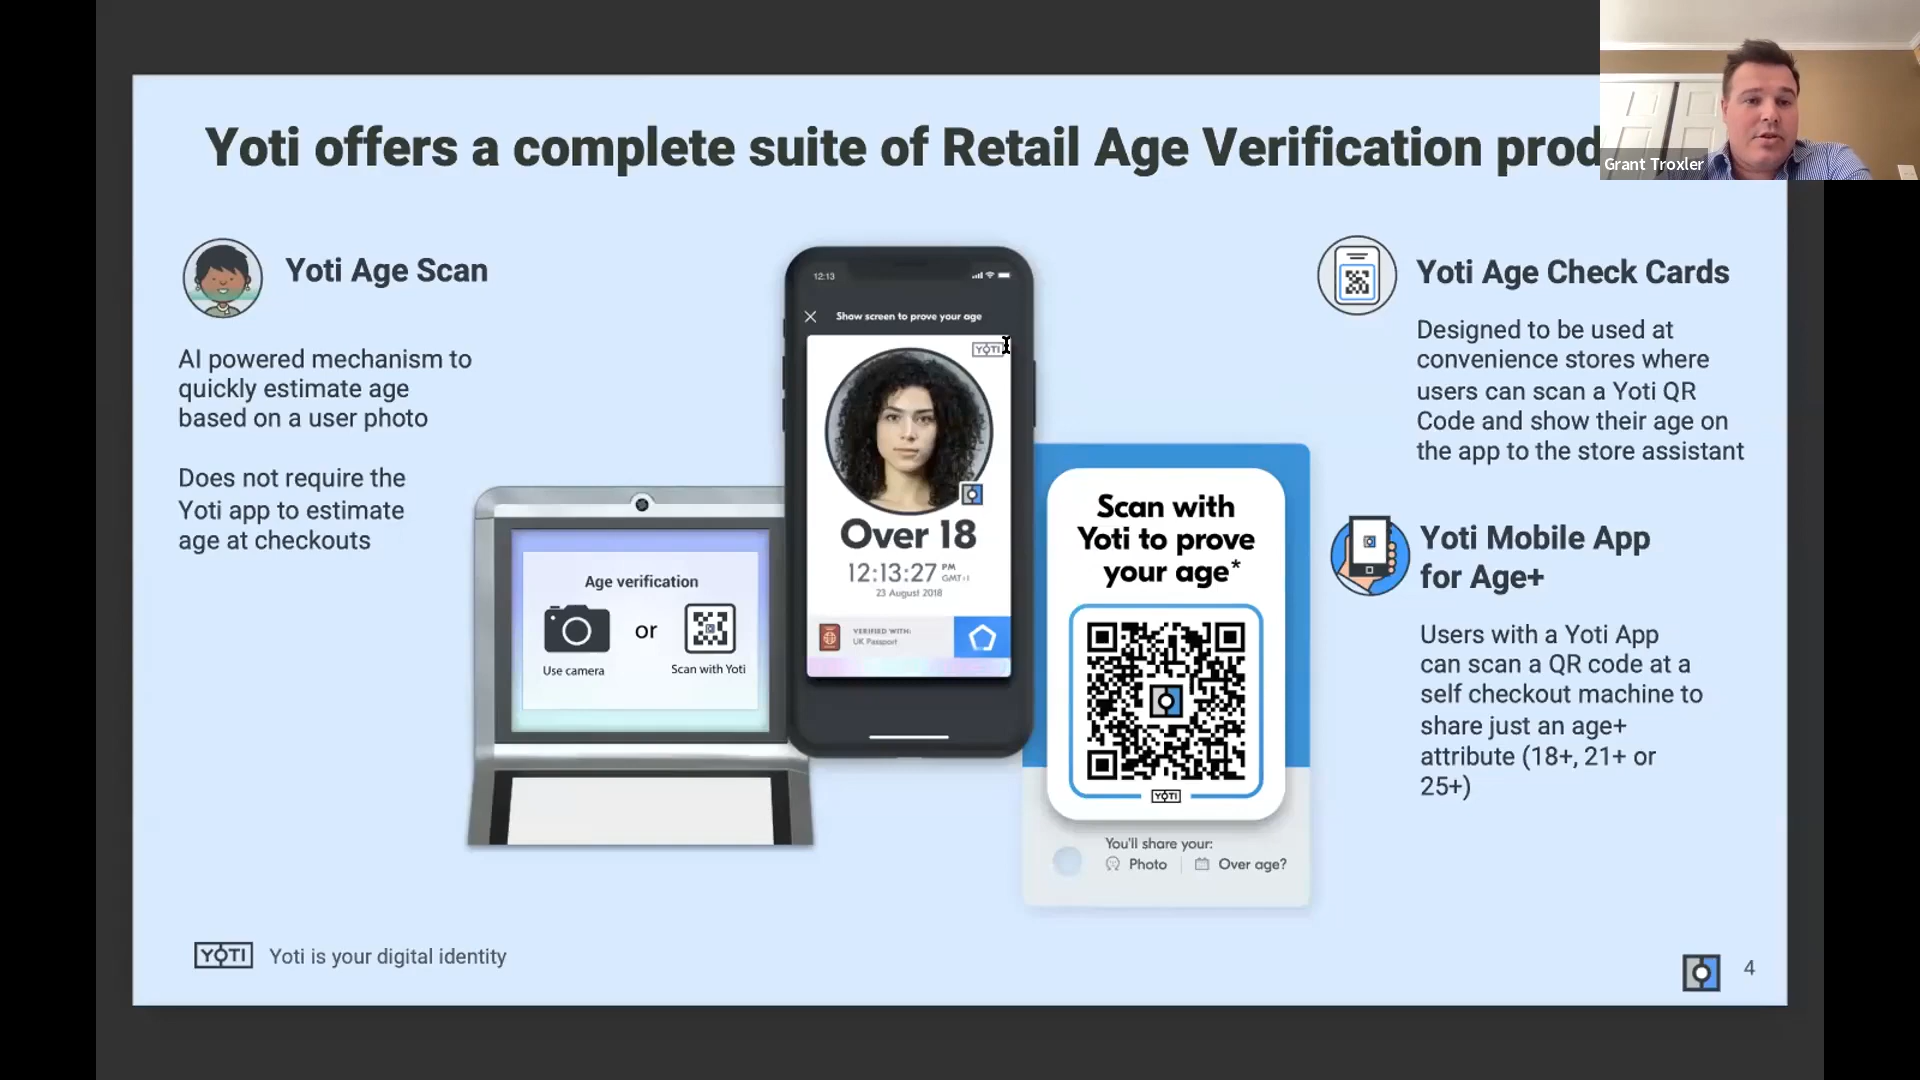 Yoti offers a complete suite of Retail Age Verification prod
Grant Troxler
Yoti Age Scan
AI powered mechanism to
quickly estimate age
based on a user photo
Does not require the
Yoti app to estimate
age at checkouts
Age verification
or
Use camera
Scan with Yoti
12:13
Show screen to prove your age
YOTI
Over 18
12:13:27 PM
GMT+1
23 August 2018
VERIFIED WITH:
UK Passport
Scan with
Yoti to prove
your age*
YOTI
You'll share your:
Photo
Over age?
Yoti Age Check Cards
Designed to be used at
convenience stores where
users can scan a Yoti QR
Code and show their age on
the app to the store assistant
Yoti Mobile App
for Age+
Users with a Yoti App
can scan a QR code at a
self checkout machine to
share just an age+
attribute (18+, 21+ or
25+)
YOTI
Yoti is your digital identity
4